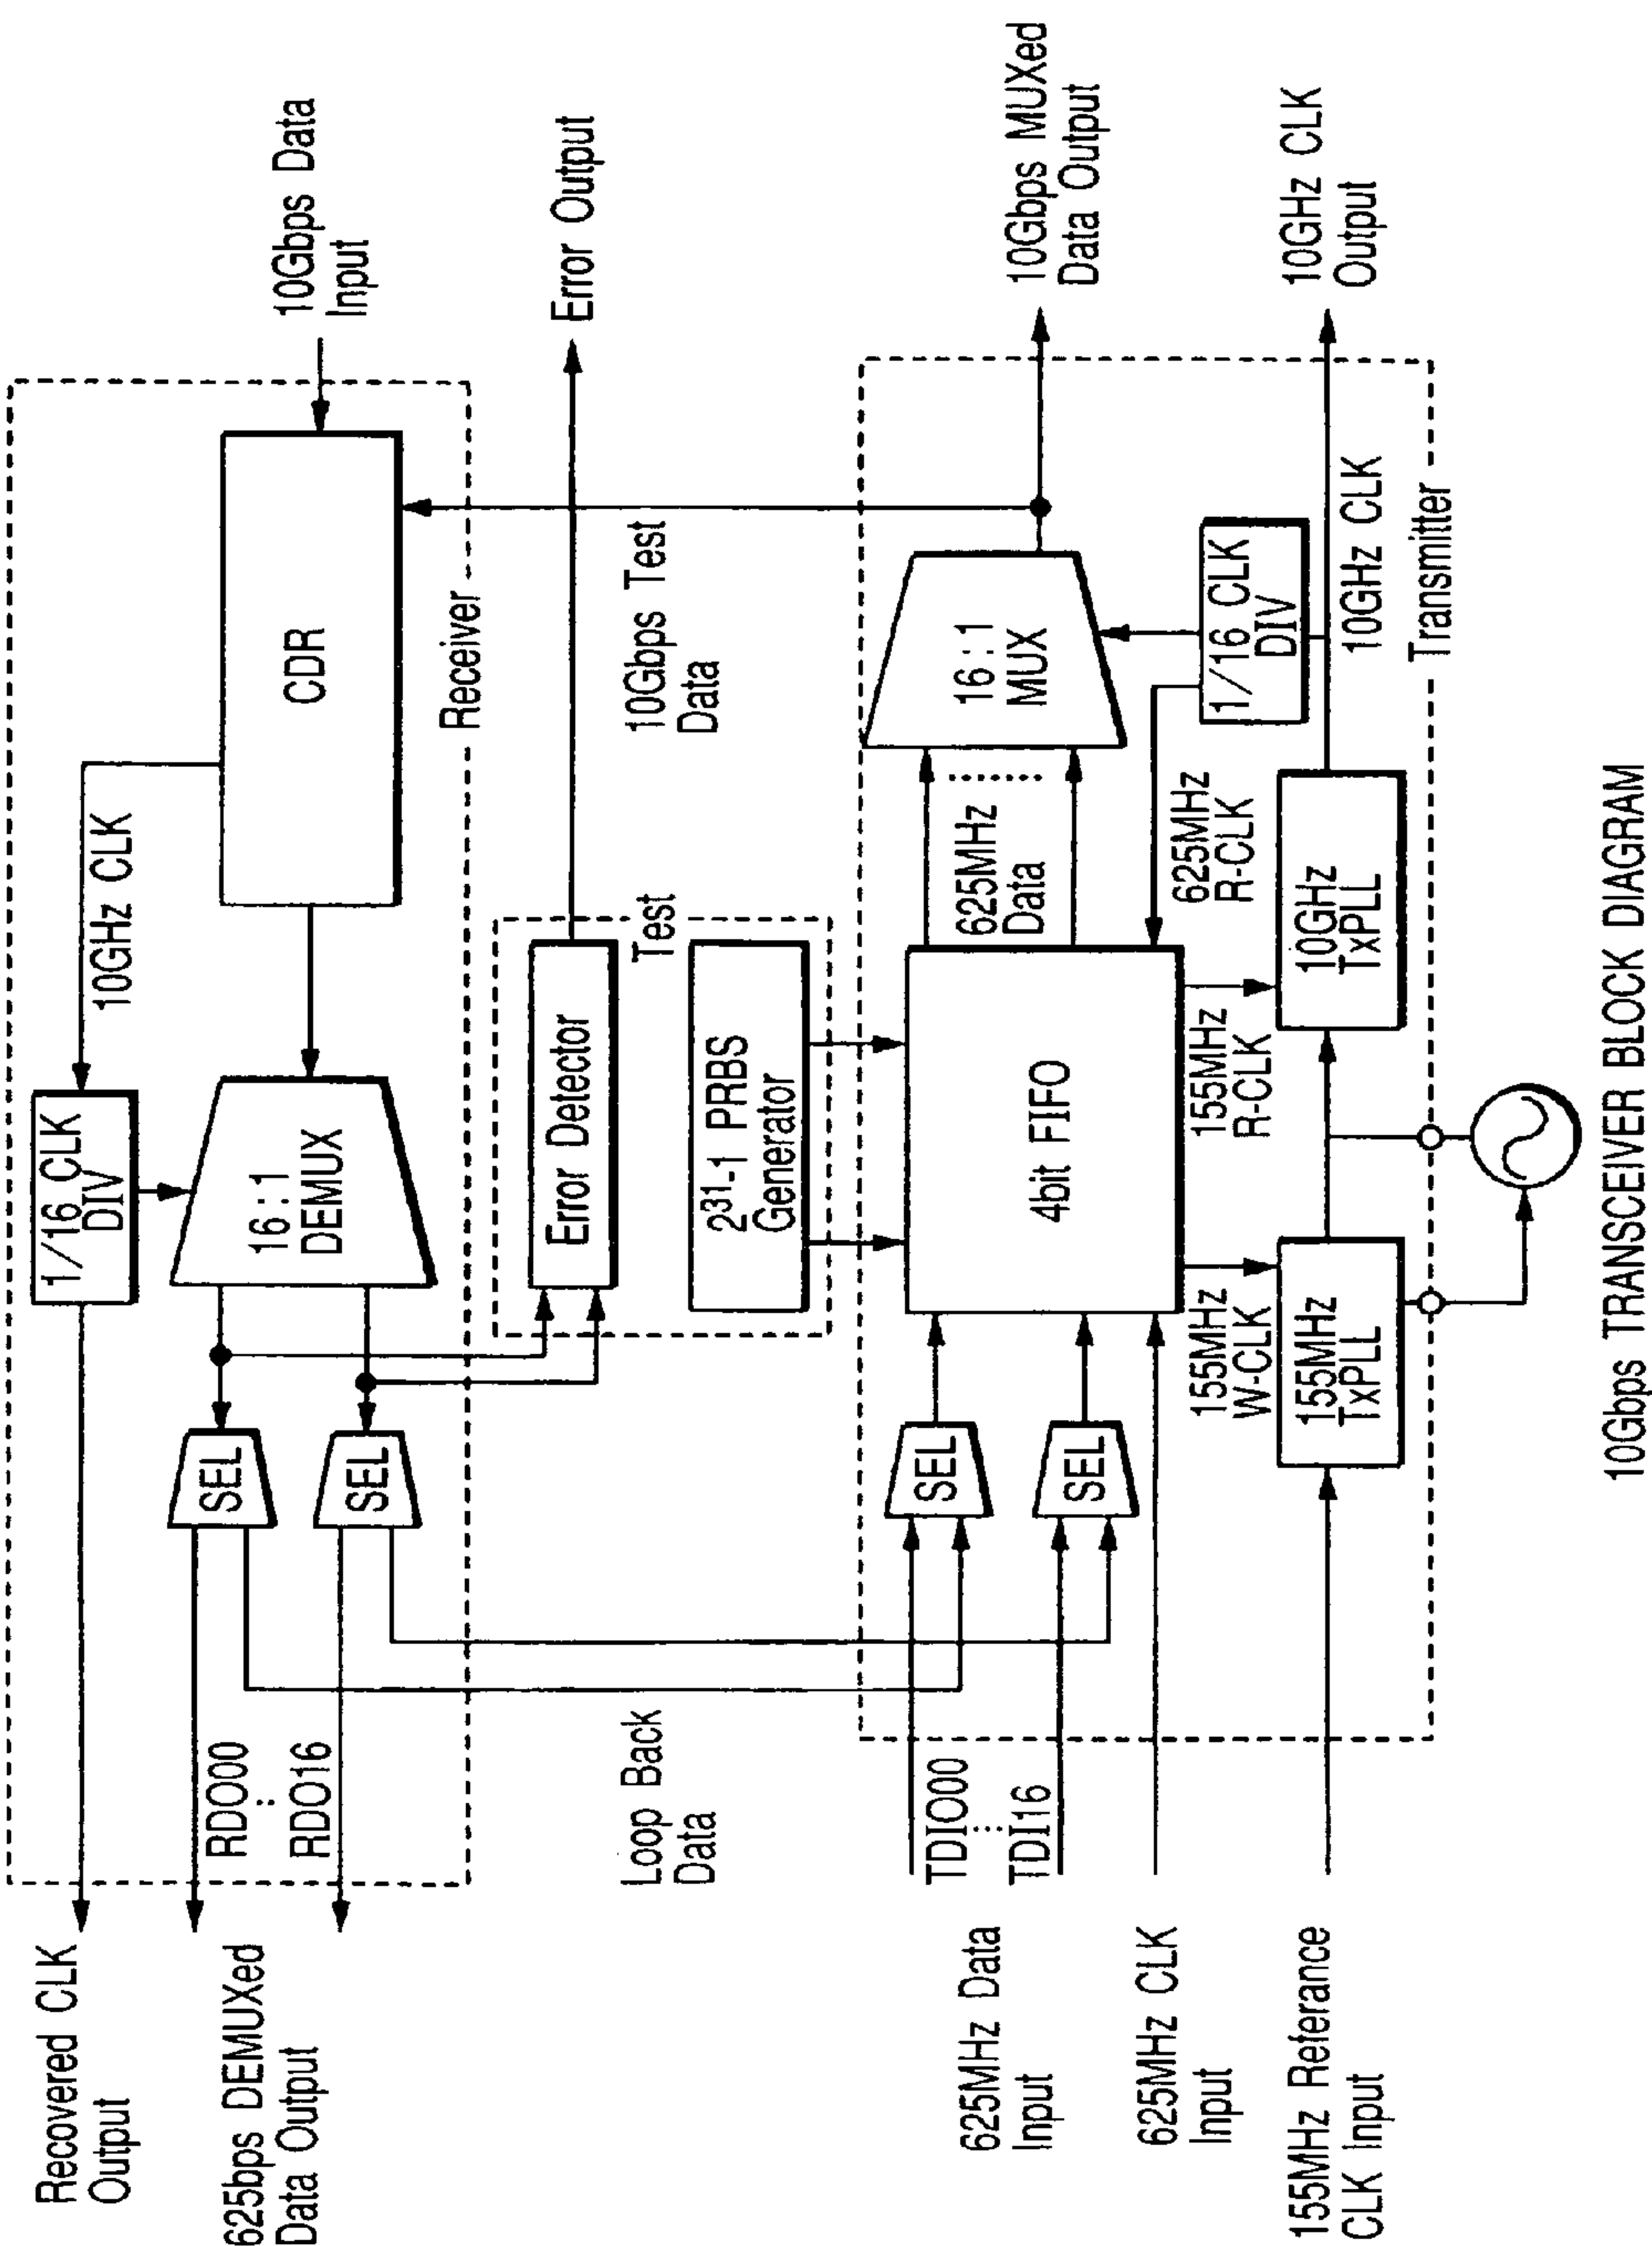 Recovered CLK
Output
625bps DEMUXed
Data Output
RDO00
:
RDO16
1/16 CLK
DIV
10GHz CLK
SEL
SEL
16:1
DEMUX
CDR
Receiver
10Gbps Data
Input
Loop Back
Data
Error Detector
Test
2³¹-1 PRBS
Generator
10Gbps Test
Data
Error Output
625MHz Data
Input
TDIO00
⋮
TDI16
625MHz CLK
Input
155MHz Referance
CLK Input
SEL
SEL
4bit FIFO
625MHz
Data
16:1
MUX
10Gbps MUXed
Data Output
625MHz
R-CLK
1/16 CLK
DIV
155MHz
W-CLK
155MHz
R-CLK
155MHz
TxPLL
10GHz
TxPLL
10GHz CLK
Transmitter
10GHz CLK
Output
10Gbps TRANSCEIVER BLOCK DIAGRAM